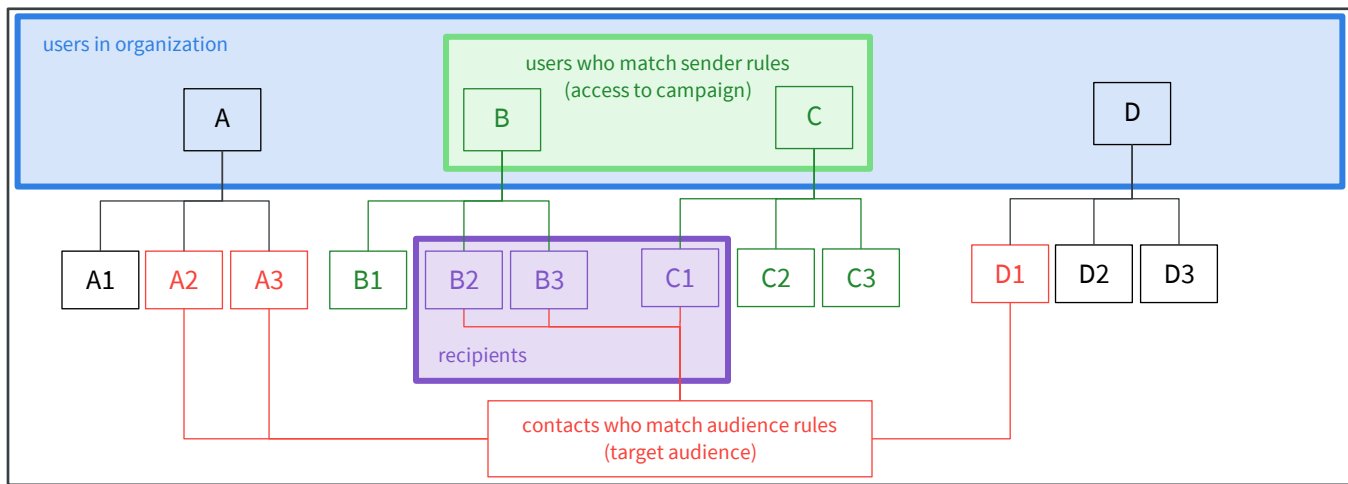 users in organization
users who match sender rules
(access to campaign)
A
B
C
D
A1
A2
A3
B1
B2
B3
C1
C2
C3
D1
D2
D3
recipients
contacts who match audience rules
(target audience)